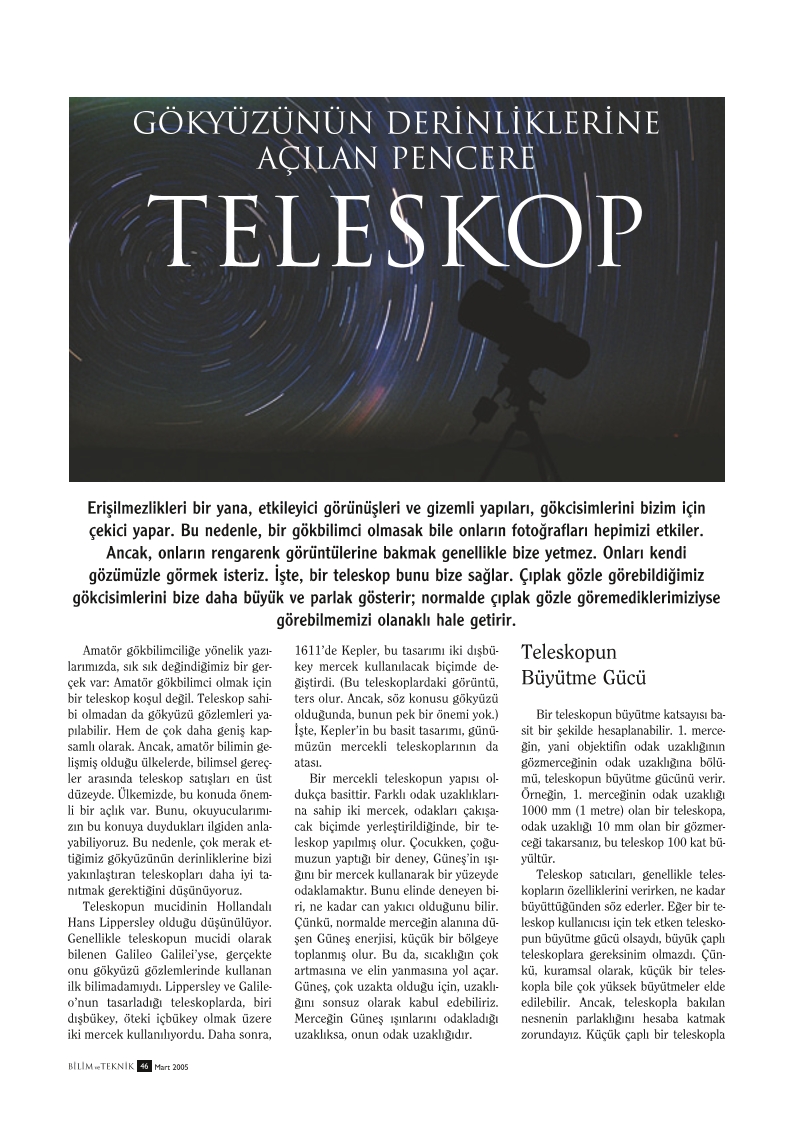 GÖKYÜZÜNÜN DERİNLİKLERİNE
AÇILAN PENCERE
TELESKOP
Erişilmezlikleri bir yana, etkileyici görünüşleri ve gizemli yapıları, gökcisimlerini bizim için
çekici yapar. Bu nedenle, bir gökbilimci olmasak bile onların fotoğrafları hepimizi etkiler.
Ancak, onların rengarenk görüntülerine bakmak genellikle bize yetmez. Onları kendi
gözümüzle görmek isteriz. İşte, bir teleskop bunu bize sağlar. Çıplak gözle görebildiğimiz
gökcisimlerini bize daha büyük ve parlak gösterir; normalde çıplak gözle göremediklerimiziyse
görebilmemizi olanaklı hale getirir.
Amatör gökbilimciliğe yönelik yazı-
larımızda, sık sık değindiğimiz bir ger-
çek var: Amatör gökbilimci olmak için
bir teleskop koşul değil. Teleskop sahi-
bi olmadan da gökyüzü gözlemleri ya-
pılabilir. Hem de çok daha geniş kap-
samlı olarak. Ancak, amatör bilimin ge-
lişmiş olduğu ülkelerde, bilimsel gereç-
ler arasında teleskop satışları en üst
düzeyde. Ülkemizde, bu konuda önem-
li bir açlık var. Bunu, okuyucularımı-
zın bu konuya duydukları ilgiden anla-
yabiliyoruz. Bu nedenle, çok merak et-
tiğimiz gökyüzünün derinliklerine bizi
yakınlaştıran teleskopları daha iyi ta-
nıtmak gerektiğini düşünüyoruz.
Teleskopun mucidinin Hollandalı
Hans Lippersley olduğu düşünülüyor.
Genellikle teleskopun mucidi olarak
bilenen Galileo Galilei'yse, gerçekte
onu gökyüzü gözlemlerinde kullanan
ilk bilimadamıydı. Lippersley ve Galile-
o'nun tasarladığı teleskoplarda, biri
dışbükey, öteki içbükey olmak üzere
iki mercek kullanılıyordu. Daha sonra,
1611'de Kepler, bu tasarımı iki dışbü-
key mercek kullanılacak biçimde de-
ğiştirdi. (Bu teleskoplardaki görüntü,
ters olur. Ancak, söz konusu gökyüzü
olduğunda, bunun pek bir önemi yok.)
İşte, Kepler'in bu basit tasarımı, günü-
müzün mercekli teleskoplarının da
atası.
Bir mercekli teleskopun yapısı ol-
dukça basittir. Farklı odak uzaklıkları-
na sahip iki mercek, odakları çakışa-
cak biçimde yerleştirildiğinde, bir te-
leskop yapılmış olur. Çocukken, çoğu-
muzun yaptığı bir deney, Güneş'in ışı-
ğını bir mercek kullanarak bir yüzeyde
odaklamaktır. Bunu elinde deneyen bi-
ri, ne kadar can yakıcı olduğunu bilir.
Çünkü, normalde merceğin alanına dü-
şen Güneş enerjisi, küçük bir bölgeye
toplanmış olur. Bu da, sıcaklığın çok
artmasına ve elin yanmasına yol açar.
Güneş, çok uzakta olduğu için, uzaklı-
ğını sonsuz olarak kabul edebiliriz.
Merceğin Güneş ışınlarını odakladığı
uzaklıksa, onun odak uzaklığıdır.
Teleskopun
Büyütme Gücü
Bir teleskopun büyütme katsayısı ba-
sit bir şekilde hesaplanabilir. 1. merce-
ğin, yani objektifin odak uzaklığının
gözmerceğinin odak uzaklığına bölü-
mü, teleskopun büyütme gücünü verir.
Örneğin, 1. merceğinin odak uzaklığı
1000 mm (1 metre) olan bir teleskopa,
odak uzaklığı 10 mm olan bir gözmer-
ceği takarsanız, bu teleskop 100 kat bü-
yültür.
Teleskop satıcıları, genellikle teles-
kopların özelliklerini verirken, ne kadar
büyüttüğünden söz ederler. Eğer bir te-
leskop kullanıcısı için tek etken telesko-
pun büyütme gücü olsaydı, büyük çaplı
teleskoplara gereksinim olmazdı. Çün-
kü, kuramsal olarak, küçük bir teles-
kopla bile çok yüksek büyütmeler elde
edilebilir. Ancak, teleskopla bakılan
nesnenin parlaklığını hesaba katmak
zorundayız. Küçük çaplı bir teleskopla
BİLİM ve TEKNİK 46 Mart 2005